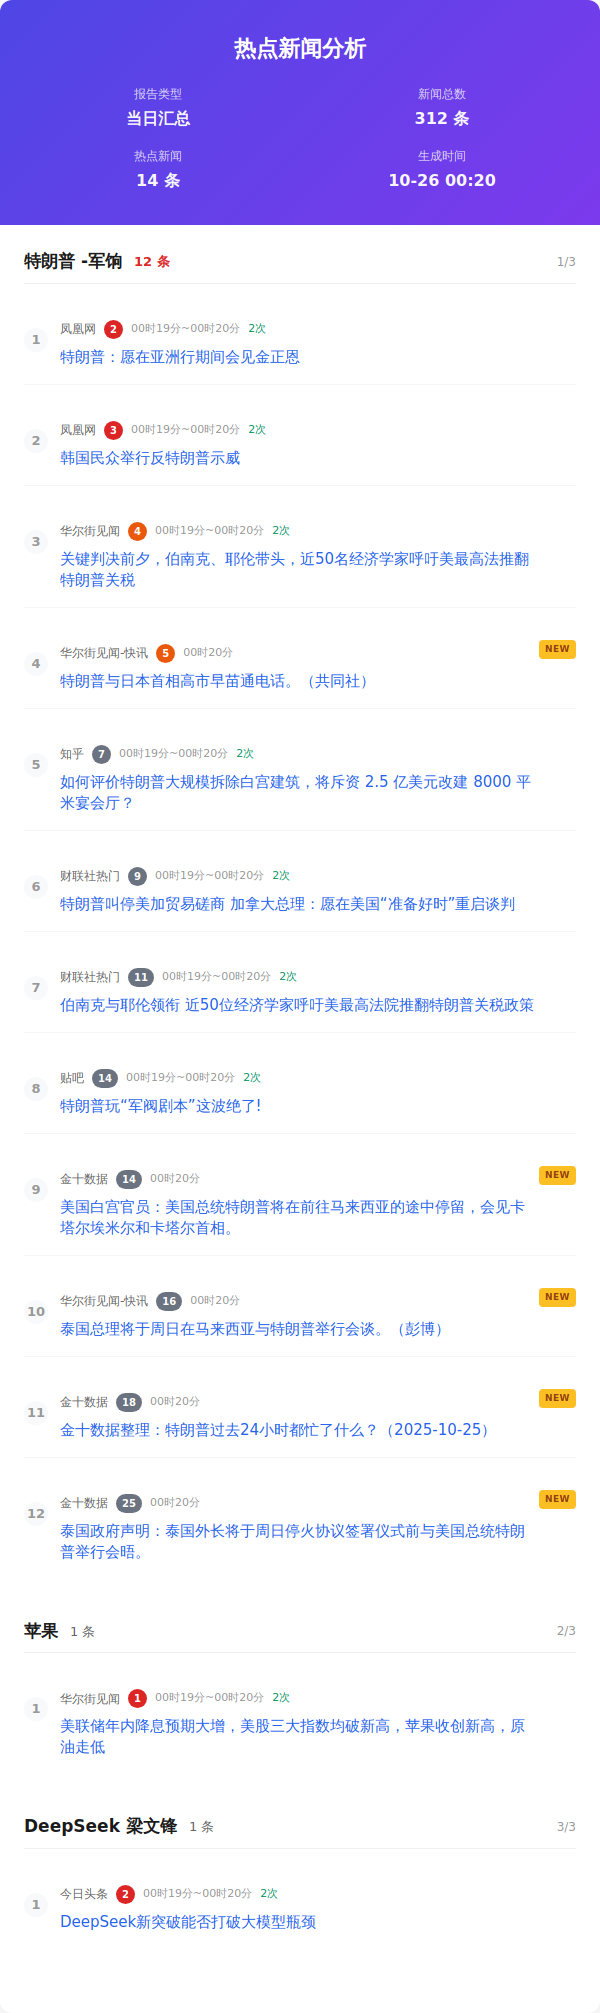 热点新闻分析
报告类型
新闻总数
当日汇总
312 条
热点新闻
生成时间
14 条
10-26 00:20
特朗普 -军饷 12 条 1/3
1
凤凰网 2 00时19分~00时20分 2次
特朗普：愿在亚洲行期间会见金正恩
2
凤凰网 3 00时19分~00时20分 2次
韩国民众举行反特朗普示威
3
华尔街见闻 4 00时19分~00时20分 2次
关键判决前夕，伯南克、耶伦带头，近50名经济学家呼吁美最高法推翻
特朗普关税
4
华尔街见闻-快讯 5 00时20分 NEW
特朗普与日本首相高市早苗通电话。（共同社）
5
知乎 7 00时19分~00时20分 2次
如何评价特朗普大规模拆除白宫建筑，将斥资 2.5 亿美元改建 8000 平
米宴会厅？
6
财联社热门 9 00时19分~00时20分 2次
特朗普叫停美加贸易磋商 加拿大总理：愿在美国“准备好时”重启谈判
7
财联社热门 11 00时19分~00时20分 2次
伯南克与耶伦领衔 近50位经济学家呼吁美最高法院推翻特朗普关税政策
8
贴吧 14 00时19分~00时20分 2次
特朗普玩“军阀剧本”这波绝了!
9
金十数据 14 00时20分 NEW
美国白宫官员：美国总统特朗普将在前往马来西亚的途中停留，会见卡
塔尔埃米尔和卡塔尔首相。
10
华尔街见闻-快讯 16 00时20分 NEW
泰国总理将于周日在马来西亚与特朗普举行会谈。（彭博）
11
金十数据 18 00时20分 NEW
金十数据整理：特朗普过去24小时都忙了什么？（2025-10-25）
12
金十数据 25 00时20分 NEW
泰国政府声明：泰国外长将于周日停火协议签署仪式前与美国总统特朗
普举行会晤。
苹果 1 条 2/3
1
华尔街见闻 1 00时19分~00时20分 2次
美联储年内降息预期大增，美股三大指数均破新高，苹果收创新高，原
油走低
DeepSeek 梁文锋 1 条 3/3
1
今日头条 2 00时19分~00时20分 2次
DeepSeek新突破能否打破大模型瓶颈